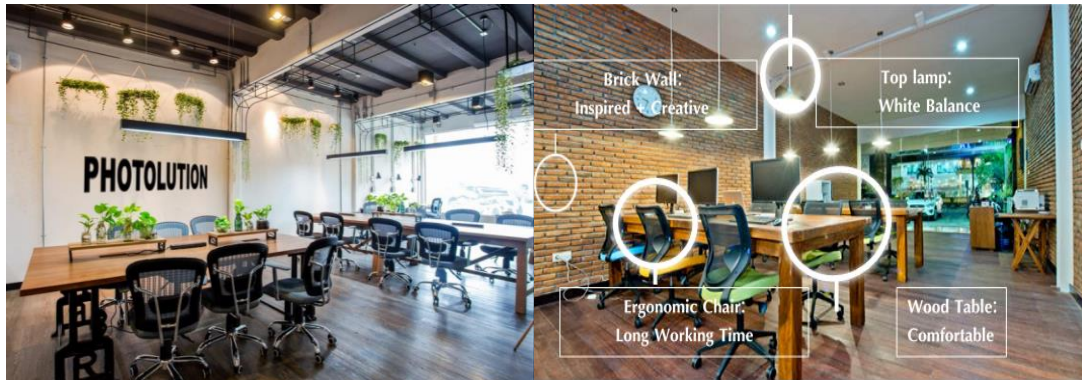 PHOTOLUTION
Brick Wall:
Inspired + Creative
Top lamp:
White Balance
Ergonomic Chair:
Long Working Time
Wood Table:
Comfortable